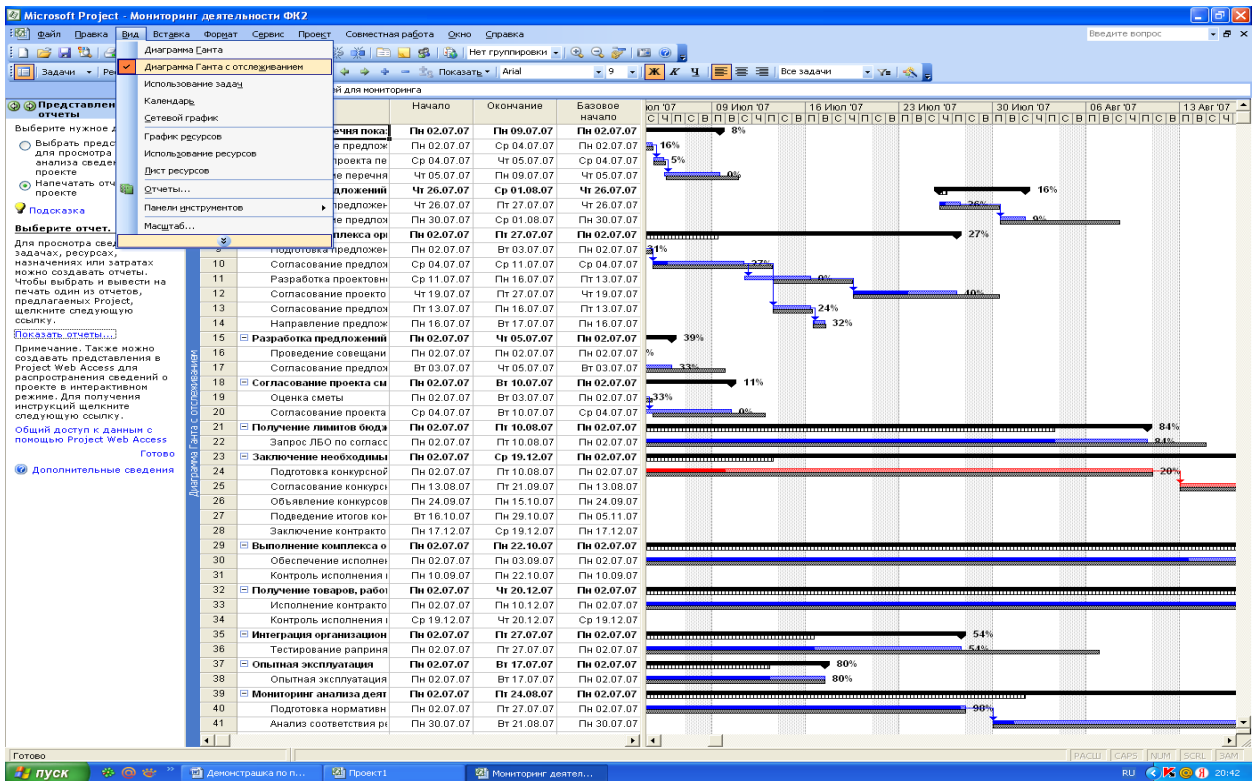 Microsoft Project - Мониторинг деятельности ФК2
Файл Правка Вид Вставка Формат Сервис Проект Совместная работа Окно Справка Введите вопрос
Нет группировки
Задачи Показать Arial 9 Ж К Ч Все задачи
й для мониторинга
Диаграмма Ганта
Диаграмма Ганта с отслеживанием
Использование задач
Календарь
Сетевой график
График ресурсов
Использование ресурсов
Лист ресурсов
Отчеты...
Панели инструментов
Масштаб...
Представлен
отчеты
Выберите нужное д
Выбрать предс
для просмотра
анализа сведе
проекте
Напечатать отч
проекте
Подсказка
Выберите отчет.
Для просмотра свед
задачах, ресурсах,
назначениях или затратах
можно создавать отчеты.
Чтобы выбрать и вывести на
печать один из отчетов,
предлагаемых Project,
щелкните следующую
ссылку.
Показать отчеты...
Примечание. Также можно
создавать представления в
Project Web Access для
распространения сведений о
проекте в интерактивном
режиме. Для получения
инструкций щелкните
следующую ссылку.
Общий доступ к данным с
помощью Project Web Access
Готово
Дополнительные сведения
Диаграмма Ганта с отслеживанием
Начало Окончание Базовое начало
юл '07 09 Июл '07 16 Июл '07 23 Июл '07 30 Июл '07 06 Авг '07 13 Авг '07
С Ч П С В П В С Ч П С В П В С Ч П С В П В С Ч П С В П В С Ч П С В П В С Ч П С В П В С Ч
ечня пока: Пн 02.07.07 Пн 09.07.07 Пн 02.07.07 8%
е предлож Пн 02.07.07 Ср 04.07.07 Пн 02.07.07 16%
проекта пе Ср 04.07.07 Чт 05.07.07 Ср 04.07.07 5%
ие перечня Чт 05.07.07 Пн 09.07.07 Чт 05.07.07 0%
дложений Чт 26.07.07 Ср 01.08.07 Чт 26.07.07 16%
предложен Чт 26.07.07 Пт 27.07.07 Чт 26.07.07 26%
ие предлож Пн 30.07.07 Ср 01.08.07 Пн 30.07.07 9%
плекса ор Пн 02.07.07 Пт 27.07.07 Пн 02.07.07 27%
9 Подготовка предложен Пн 02.07.07 Вт 03.07.07 Пн 02.07.07 31%
10 Согласование предлож Ср 04.07.07 Ср 11.07.07 Ср 04.07.07 27%
11 Разработка проектовн Ср 11.07.07 Пн 16.07.07 Пт 13.07.07 0%
12 Согласование проекто Чт 19.07.07 Пт 27.07.07 Чт 19.07.07 40%
13 Согласование предлож Пт 13.07.07 Пн 16.07.07 Пт 13.07.07 24%
14 Направление предлож Пн 16.07.07 Вт 17.07.07 Пн 16.07.07 32%
15 Разработка предложений Пн 02.07.07 Чт 05.07.07 Пн 02.07.07 39%
16 Проведение совещани Пн 02.07.07 Пн 02.07.07 Пн 02.07.07 %
17 Согласование предлож Вт 03.07.07 Чт 05.07.07 Вт 03.07.07 33%
18 Согласование проекта см Пн 02.07.07 Вт 10.07.07 Пн 02.07.07 11%
19 Оценка сметы Пн 02.07.07 Вт 03.07.07 Пн 02.07.07 33%
20 Согласование проекта Ср 04.07.07 Вт 10.07.07 Ср 04.07.07 0%
21 Получение лимитов бюдж Пн 02.07.07 Пт 10.08.07 Пн 02.07.07 84%
22 Запрос ЛБО по согласс Пн 02.07.07 Пт 10.08.07 Пн 02.07.07 84%
23 Заключение необходимы Пн 02.07.07 Ср 19.12.07 Пн 02.07.07
24 Подготовка конкурсной Пн 02.07.07 Пт 10.08.07 Пн 02.07.07 20%
25 Согласование конкурсн Пн 13.08.07 Пт 21.09.07 Пн 13.08.07
26 Объявление конкурсов Пн 24.09.07 Пн 15.10.07 Пн 24.09.07
27 Подведение итогов кон Вт 16.10.07 Пн 29.10.07 Пн 05.11.07
28 Заключение контракто Пн 17.12.07 Ср 19.12.07 Пн 17.12.07
29 Выполнение комплекса о Пн 02.07.07 Пн 22.10.07 Пн 02.07.07
30 Обеспечение исполнен Пн 02.07.07 Пн 03.09.07 Пн 02.07.07
31 Контроль исполнения Пн 10.09.07 Пн 22.10.07 Пн 10.09.07
32 Получение товаров, работ Пн 02.07.07 Чт 20.12.07 Пн 02.07.07
33 Исполнение контракто Пн 02.07.07 Пн 10.12.07 Пн 02.07.07
34 Контроль исполнения Ср 19.12.07 Чт 20.12.07 Ср 19.12.07
35 Интеграция организацион Пн 02.07.07 Пт 27.07.07 Пн 02.07.07 54%
36 Тестирование раприня Пн 02.07.07 Пт 27.07.07 Пн 02.07.07 54%
37 Опытная эксплуатация Пн 02.07.07 Вт 17.07.07 Пн 02.07.07 80%
38 Опытная эксплуатация Пн 02.07.07 Вт 17.07.07 Пн 02.07.07 80%
39 Мониторинг анализа деят Пн 02.07.07 Пт 24.08.07 Пн 02.07.07
40 Подготовка нормативн Пн 02.07.07 Пт 27.07.07 Пн 02.07.07 98%
41 Анализ соответствия ре Пн 30.07.07 Вт 21.08.07 Пн 30.07.07
Готово РАСШ CAPS NUM SCRL ЗАМ
пуск Демонстрашка по п... Проект1 Мониторинг деятел... RU 20:42